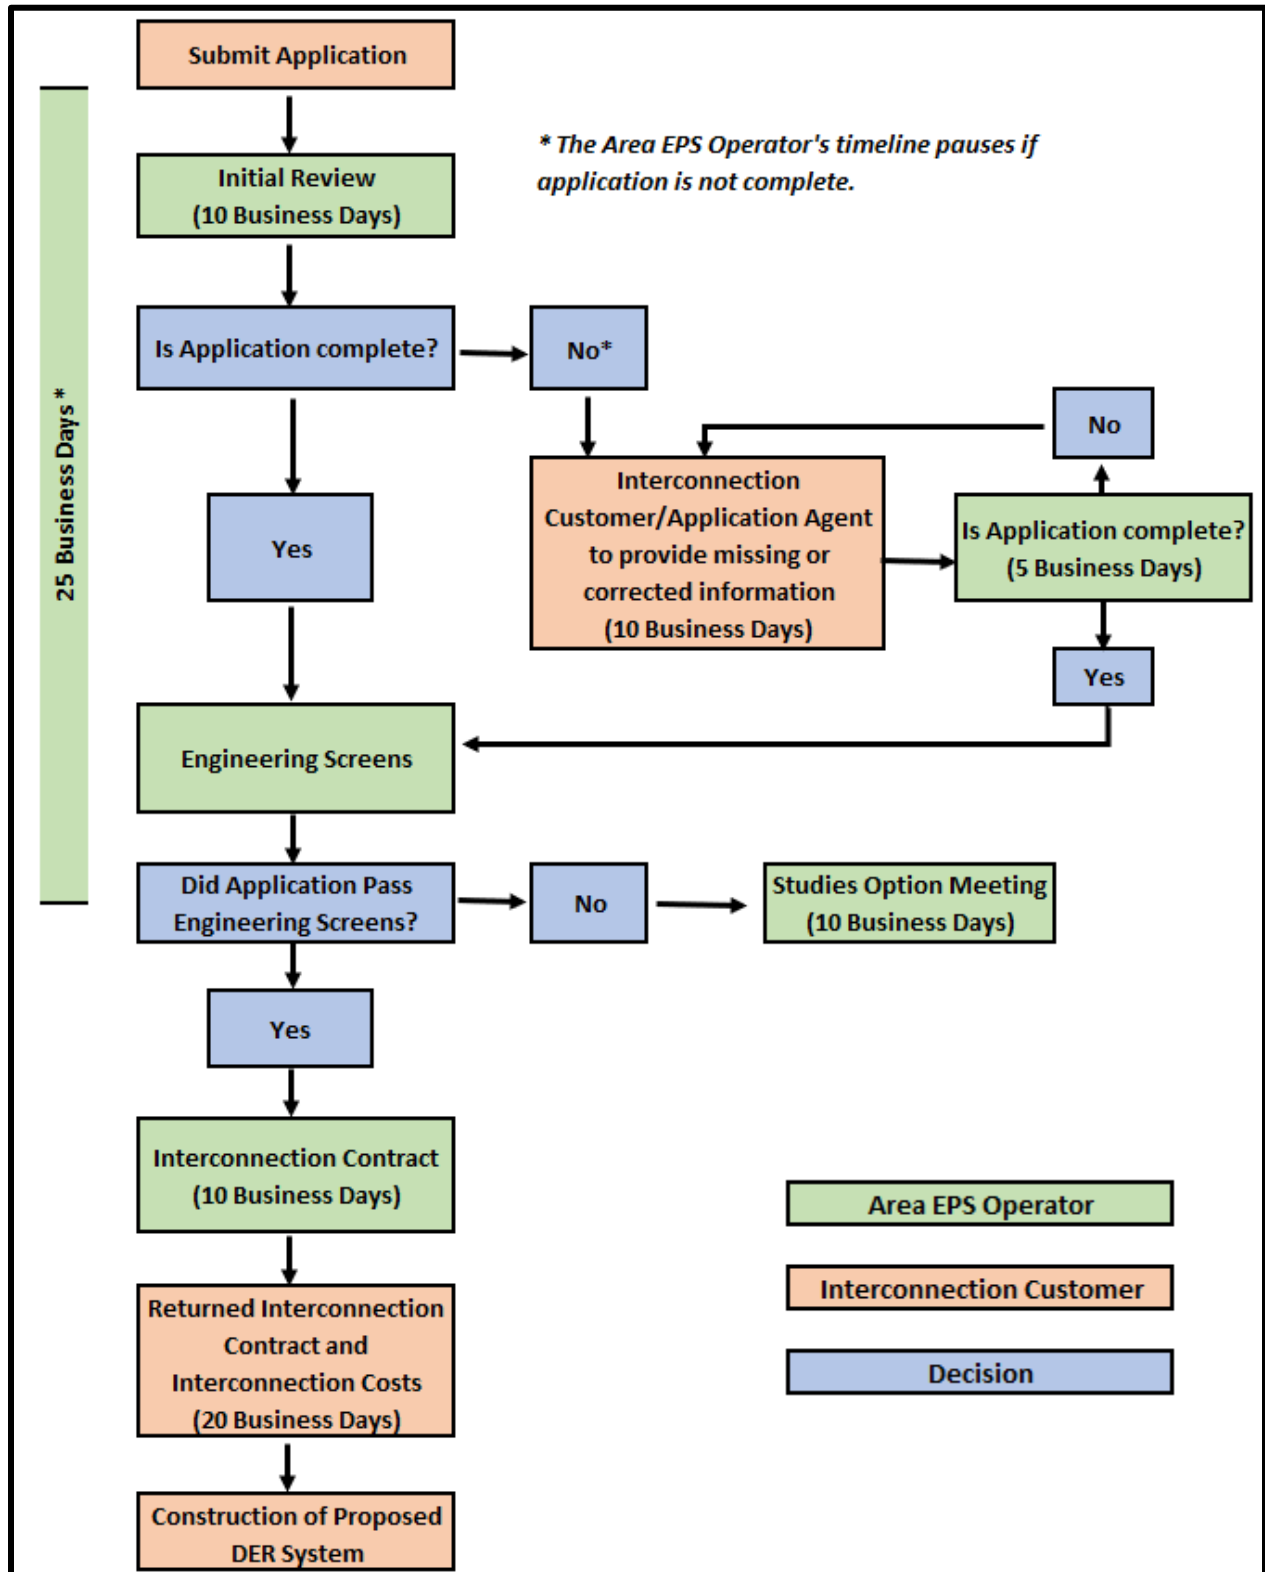 Submit Application
* The Area EPS Operator's timeline pauses if
application is not complete.
Initial Review
(10 Business Days)
25 Business Days*
Is Application complete?
No*
No
Interconnection
Customer/Application Agent
to provide missing or
corrected information
(10 Business Days)
Is Application complete?
(5 Business Days)
Yes
Yes
Engineering Screens
Did Application Pass
Engineering Screens?
No
Studies Option Meeting
(10 Business Days)
Yes
Interconnection Contract
(10 Business Days)
Returned Interconnection
Contract and
Interconnection Costs
(20 Business Days)
Construction of Proposed
DER System
Area EPS Operator
Interconnection Customer
Decision